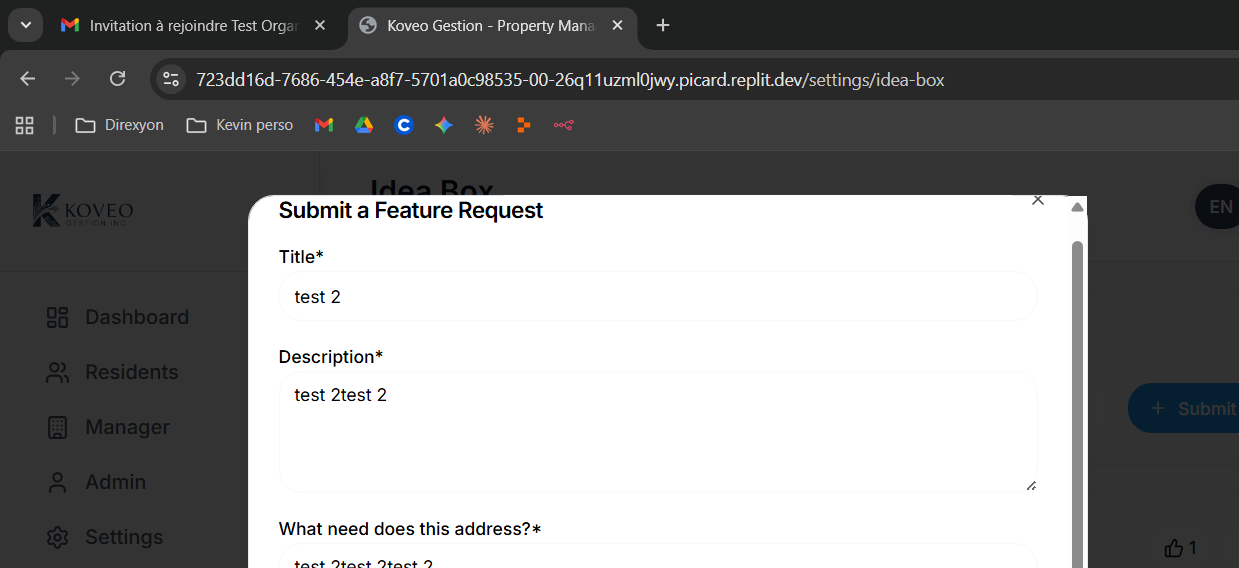 Invitation à rejoindre Test Organ
Koveo Gestion - Property Mana
723dd16d-7686-454e-a8f7-5701a0c98535-00-26q11uzml0jwy.picard.replit.dev/settings/idea-box
Direxyon
Kevin perso
Idea Box
KOVEO
GESTION INC
EN
Submit a Feature Request
Title*
test 2
Dashboard
Description*
Residents
test 2test 2
Submit
Manager
Admin
What need does this address?*
Settings
1
test 2test 2test 2